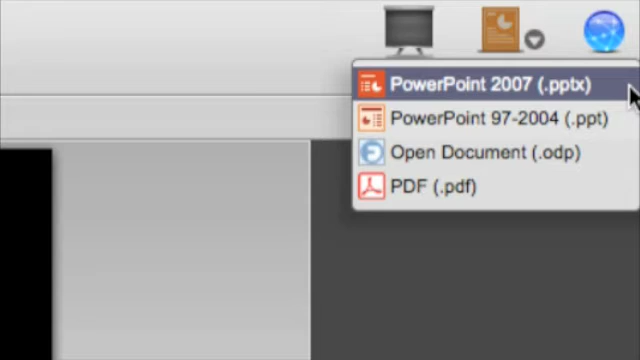 PowerPoint 2007 (.pptx)
PowerPoint 97-2004 (.ppt)
Open Document (.odp)
PDF (.pdf)